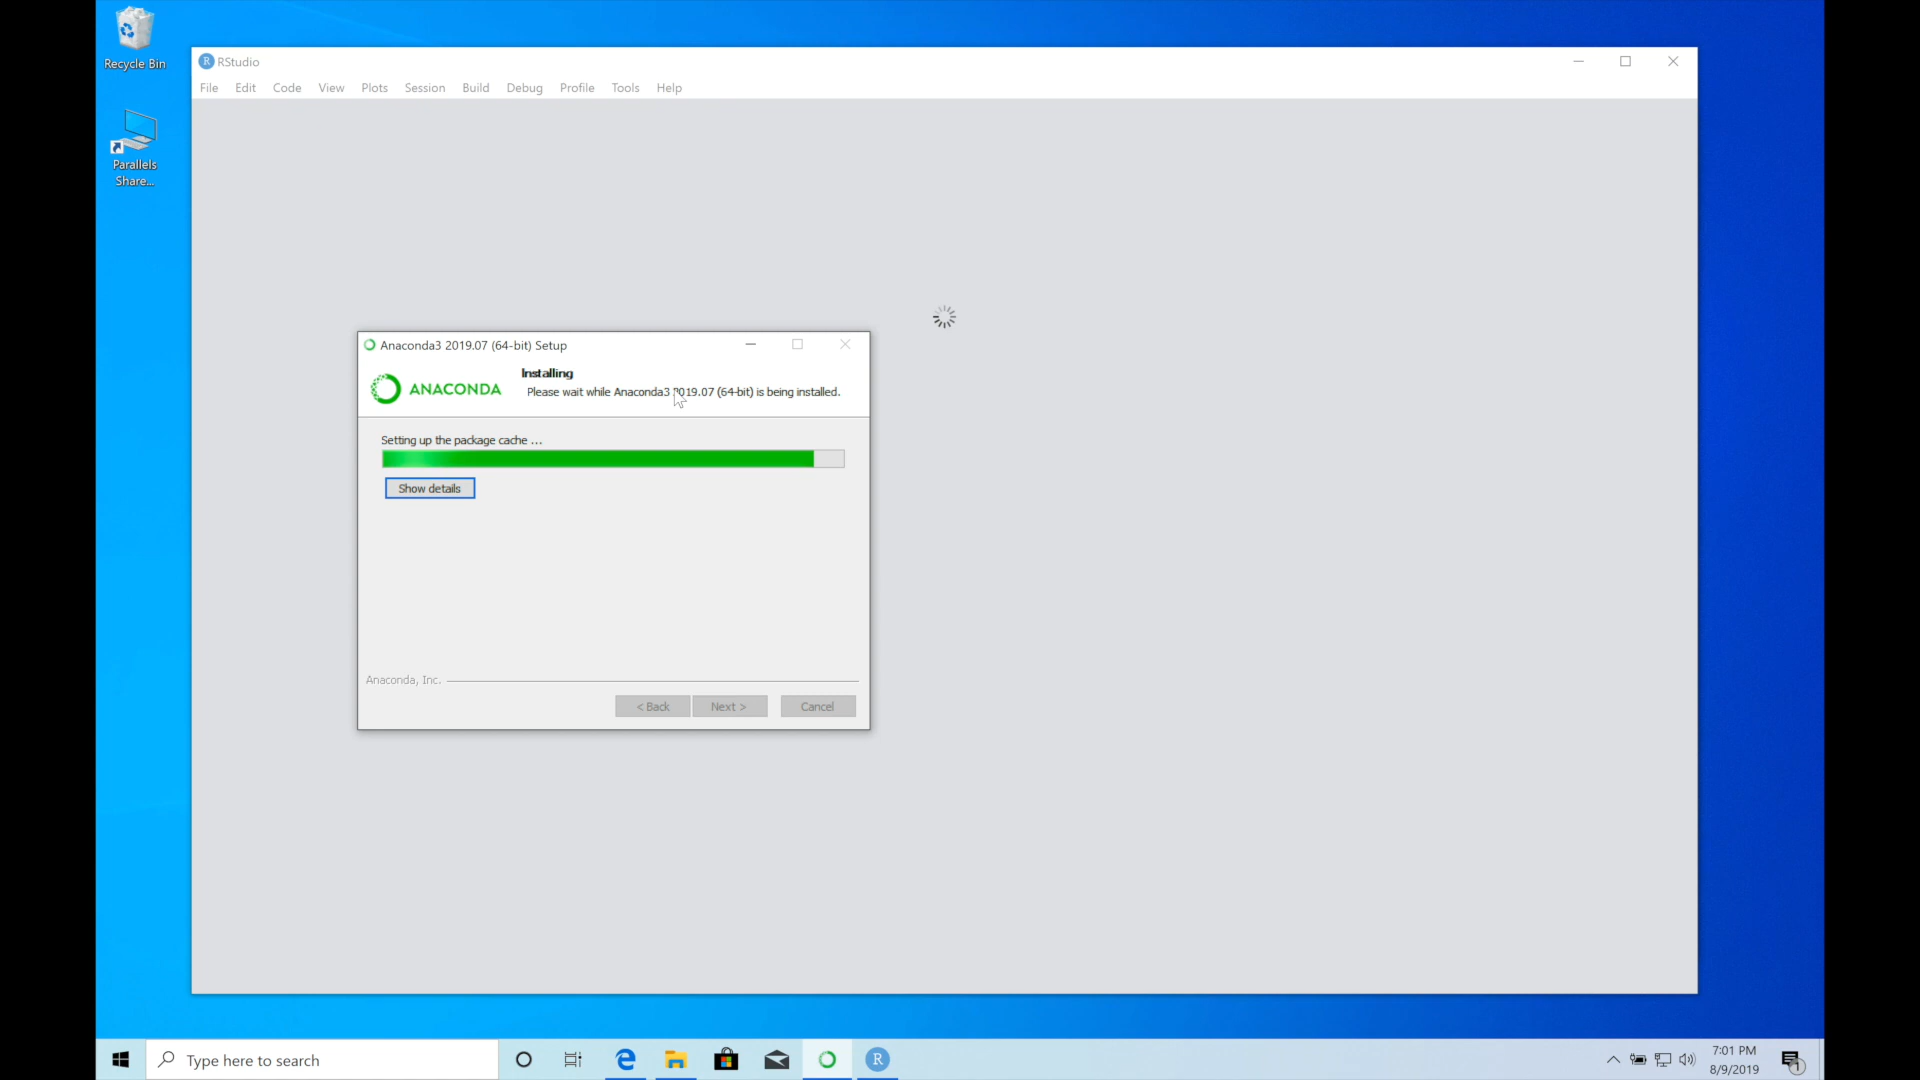 Recycle Bin
Parallels
Share...
R RStudio
File Edit Code View Plots Session Build Debug Profile Tools Help
Anaconda3 2019.07 (64-bit) Setup
ANACONDA
Installing
Please wait while Anaconda3 2019.07 (64-bit) is being installed.
Setting up the package cache ...
Show details
Anaconda, Inc.
< Back Next > Cancel
Type here to search
R
7:01 PM
8/9/2019
1